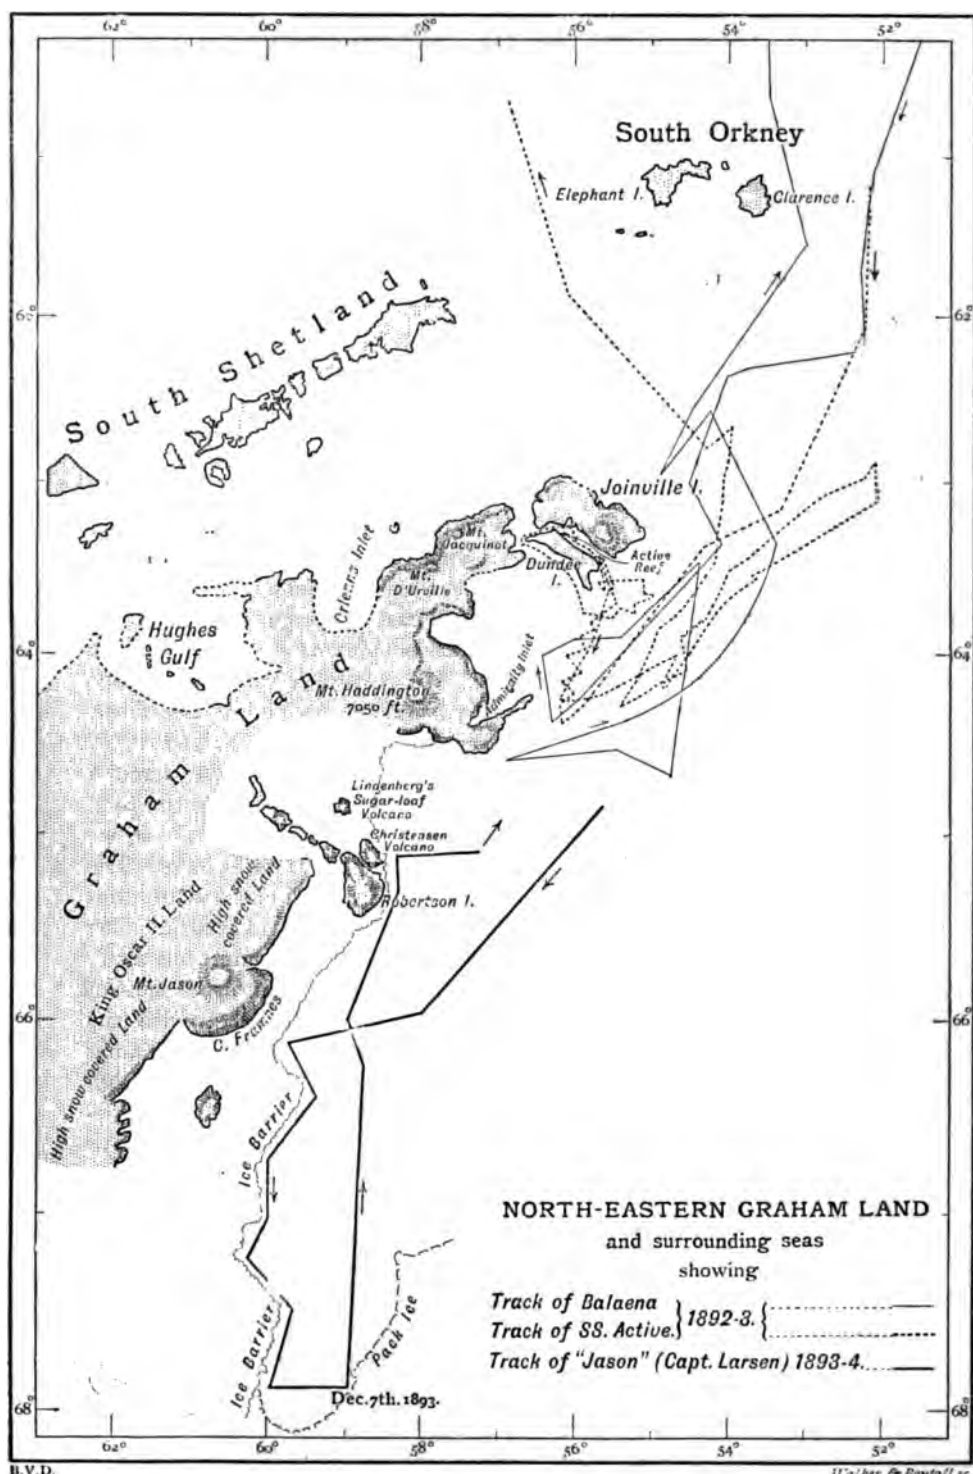 62° 60° 58° 56° 54° 52°
South Orkney
Elephant I.
Clarence I.
62°
South Shetland
Joinville I.
Orleans Inlet
Mt. Jacquinot
Mt. D'Urville
Dundee I.
Active Reef
Hughes Gulf
64° 64°
Admiralty Inlet
Mt. Haddington
7050 ft.
Graham Land
Lindenberg's
Sugar-loaf
Volcano
Christensen
Volcano
Robertson I.
High snow
covered Land
King Oscar II. Land
Mt. Jason
High snow covered Land
C. Framnes
66° 66°
Ice Barrier
Ice Barrier
Pack Ice
Dec. 7th. 1893.
NORTH-EASTERN GRAHAM LAND
and surrounding seas
showing
Track of Balaena
Track of SS. Active.
1892-3.
Track of "Jason" (Capt. Larsen) 1893-4.
68° 68°
62° 60° 58° 56° 54° 52°
B.V.D.